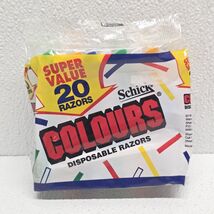 SUPER
VALUE
20
RAZORS
Schick
COLOURS
DISPOSABLE RAZORS